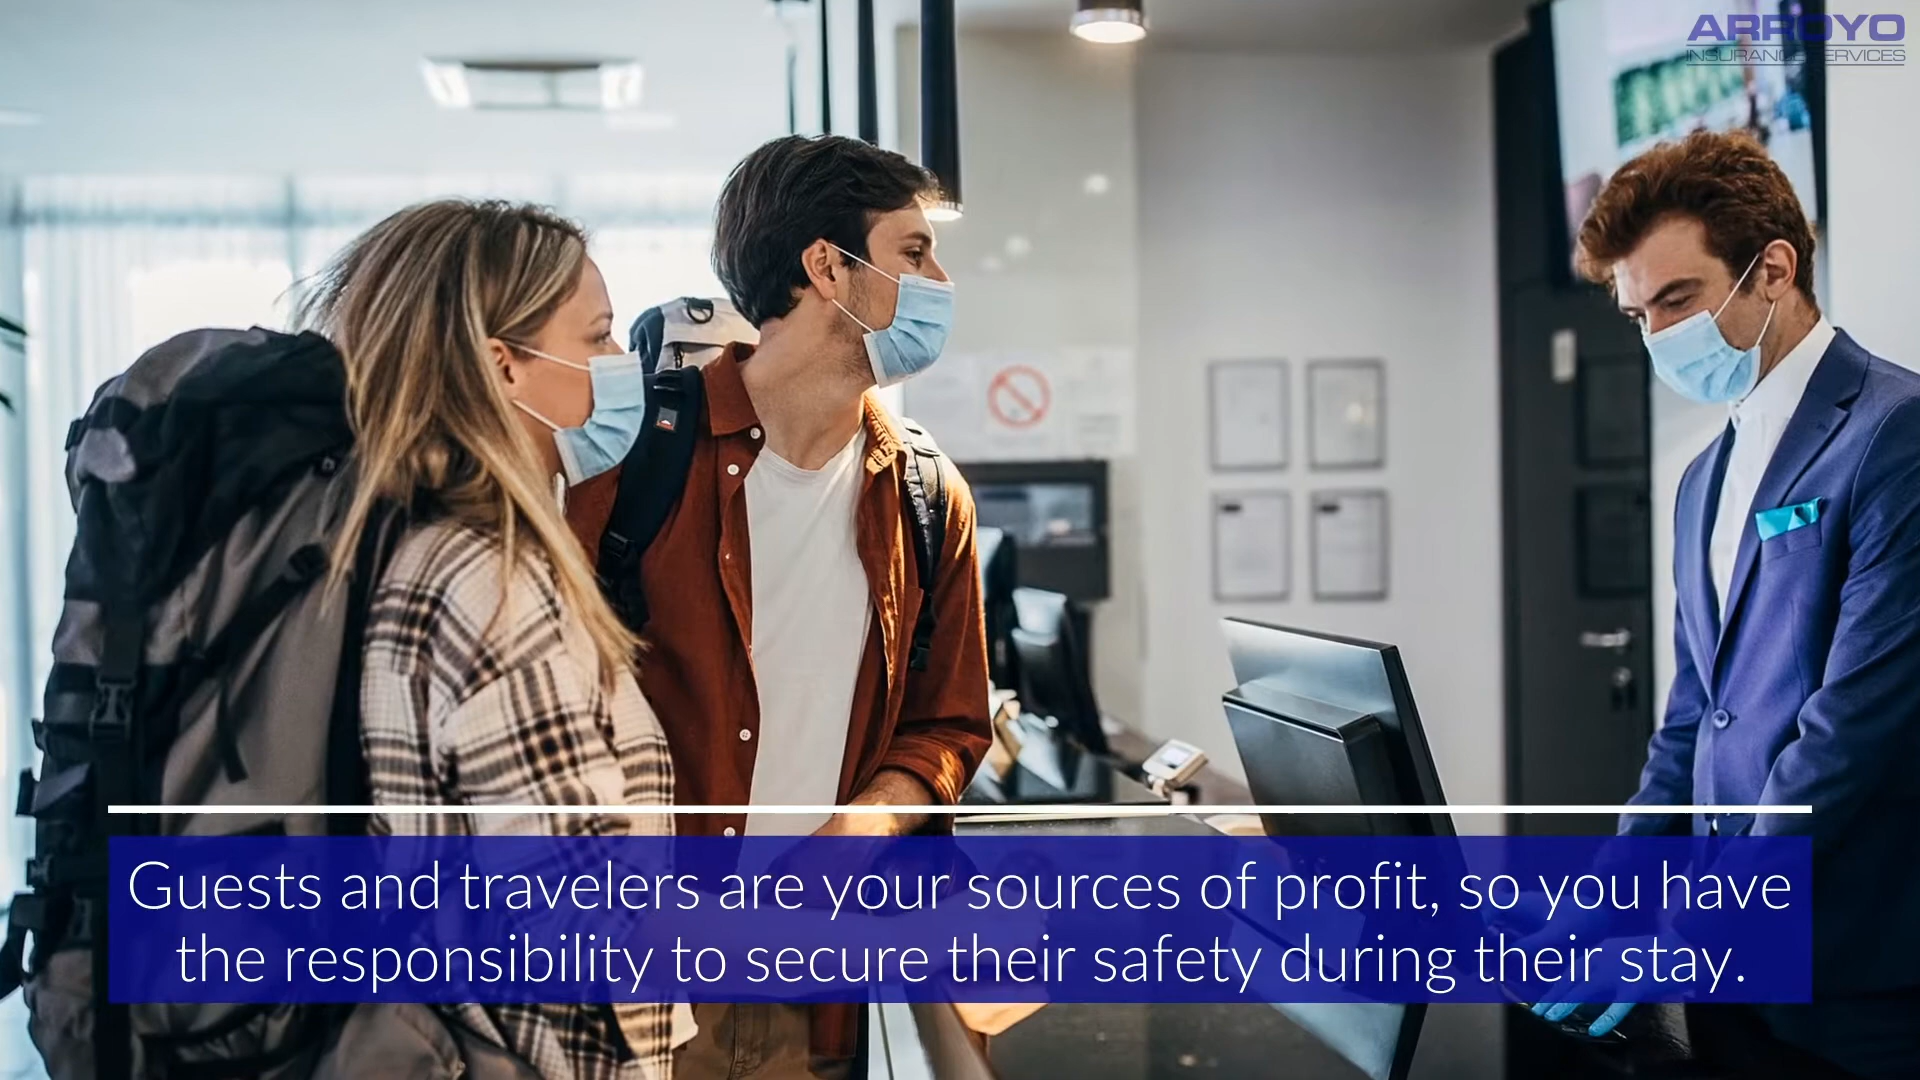 ARROYO
INSURANCE SERVICES
Guests and travelers are your sources of profit, so you have
the responsibility to secure their safety during their stay.